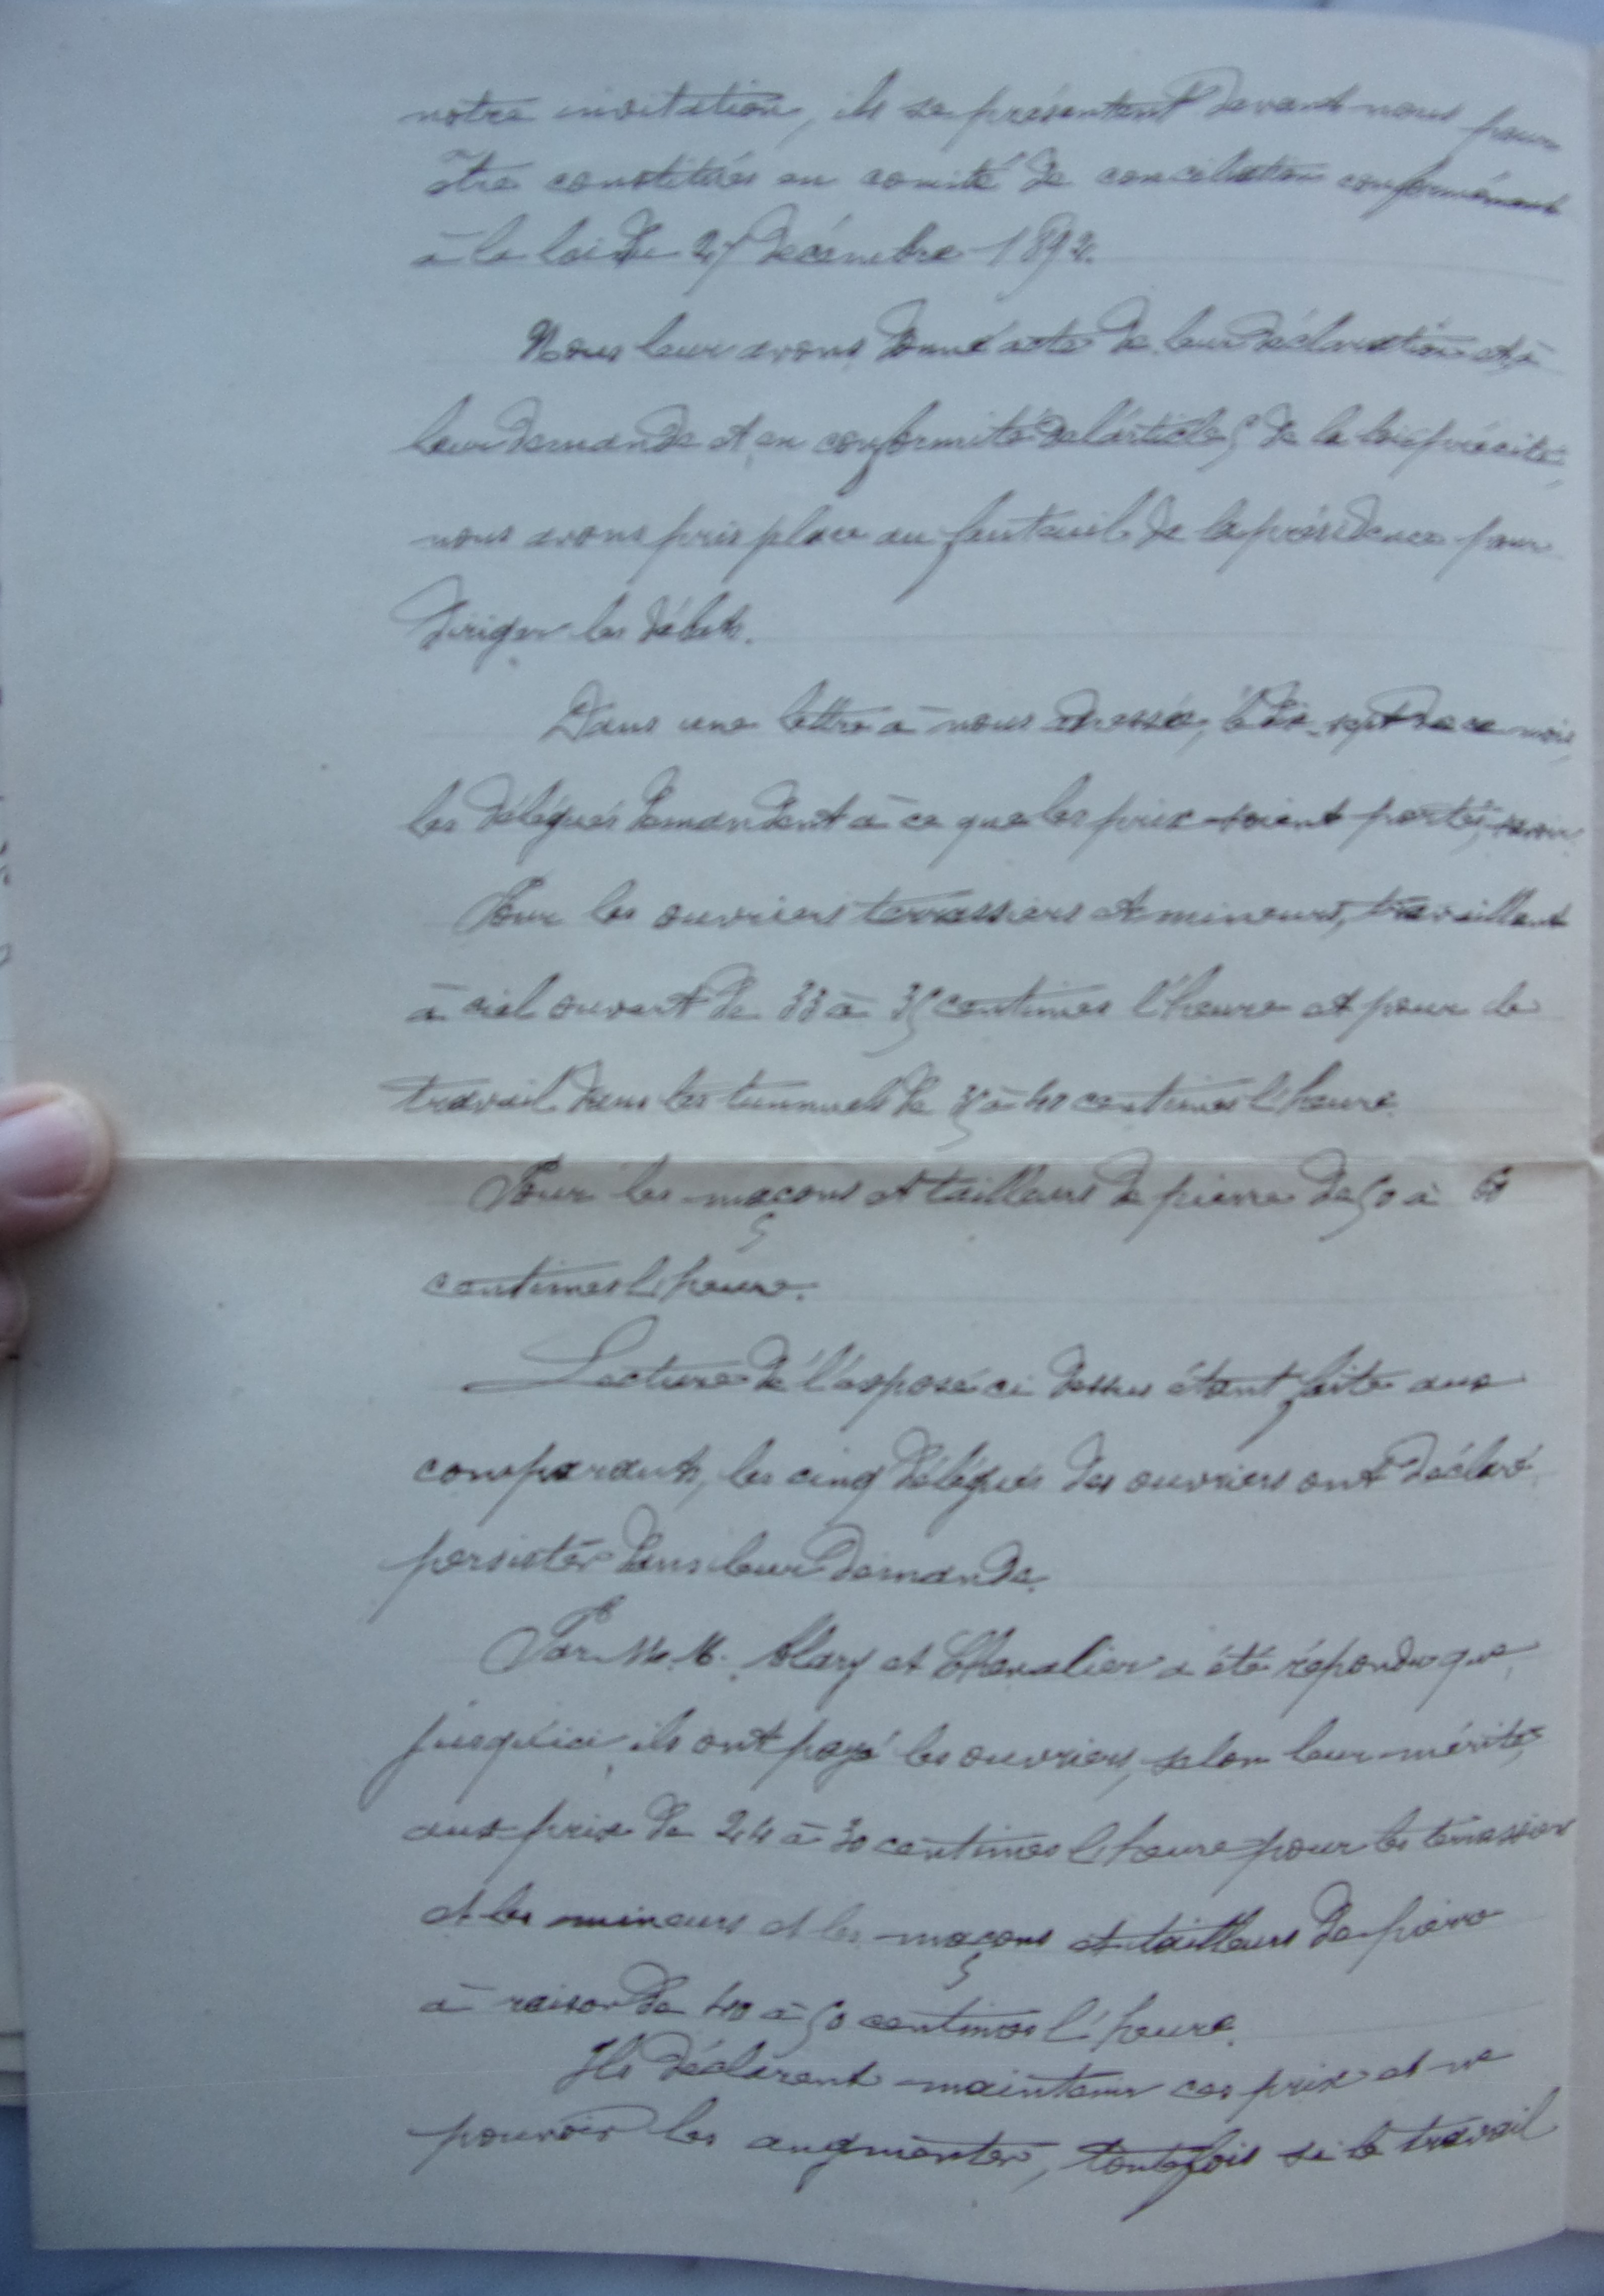 notre invitation, ils se présentent devant nous pour
être constitués en comité de conciliation conformément
à la loi du 27 décembre 1892.
Nous leur avons donné acte de leur déclaration et à
leur demande et en conformité de l'article 5 de la loi précitée,
nous avons pris place au fauteuil de la présidence pour
diriger les débats.
Dans une lettre à nous adressée, le dix-sept de ce mois,
les délégués demandent à ce que les prix soient portés, savoir
Pour les ouvriers terrassiers et mineurs, travaillant
à ciel ouvert de 33 à 35 centimes l'heure et pour le
travail dans les tunnels de 35 à 40 centimes l'heure
Pour les maçons et tailleurs de pierre de 50 à 60
centimes l'heure.
Lecture de l'exposé ci dessus étant faite aux
comparants, les cinq délégués des ouvriers ont déclaré
persister dans leur demande.
Par M.M. Alary et Chevalier a été répondu que
jusqu'ici ils ont payé les ouvriers, selon leur mérite,
aux prix de 24 à 30 centimes l'heure pour les terrassiers
et les mineurs et les maçons et tailleurs de pierre
à raison de 40 à 50 centimes l'heure.
Ils déclarent maintenir ces prix et ne
pouvoir les augmenter, toutefois si le travail